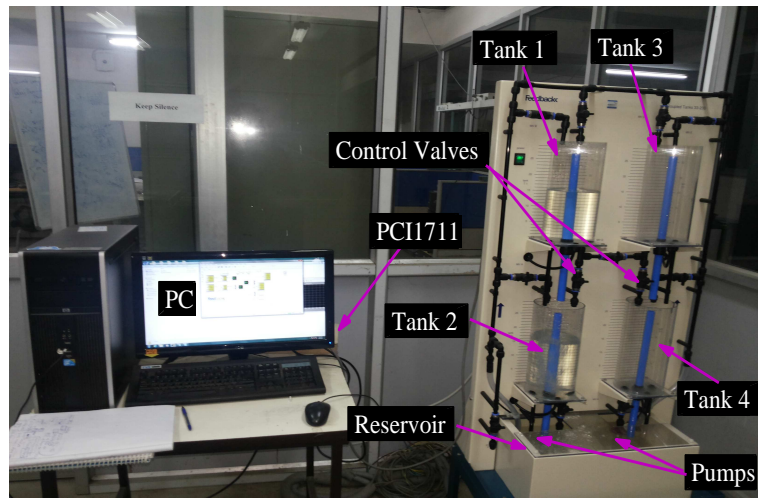 Tank 1
Tank 3
Feedback
Keep Silence
Control Valves
PCI1711
PC
Tank 2
Tank 4
Reservoir
Pumps